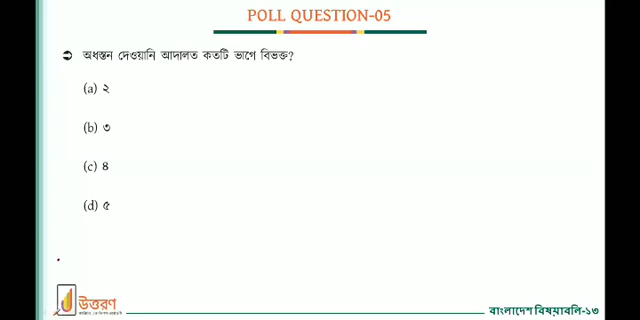 POLL QUESTION-05
➲ অধস্তন দেওয়ানি আদালত কতটি ভাগে বিভক্ত?
(a) ২
(b) ৩
(c) ৪
(d) ৫
উত্তরণ
বাংলাদেশ বিষয়াবলি-১৩